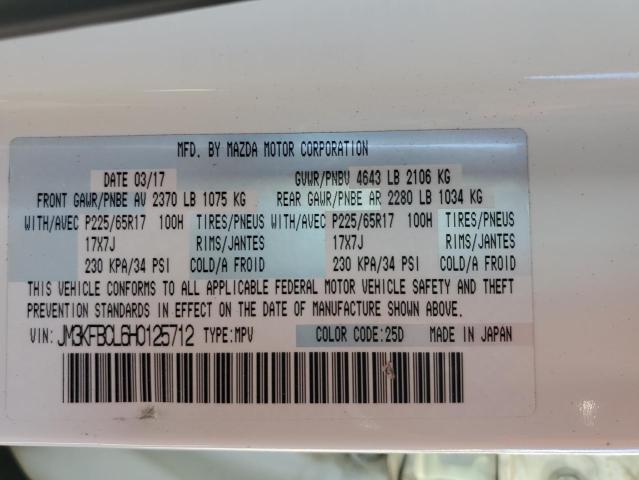 MFD. BY MAZDA MOTOR CORPORATION
DATE 03/17 GVWR/PNBV 4643 LB 2106 KG
FRONT GAWR/PNBE AV 2370 LB 1075 KG REAR GAWR/PNBE AR 2280 LB 1034 KG
WITH/AVEC P225/65R17 100H TIRES/PNEUS WITH/AVEC P225/65R17 100H TIRES/PNEUS
17X7J RIMS/JANTES 17X7J RIMS/JANTES
230 KPA/34 PSI COLD/A FROID 230 KPA/34 PSI COLD/A FROID
THIS VEHICLE CONFORMS TO ALL APPLICABLE FEDERAL MOTOR VEHICLE SAFETY AND THEFT
PREVENTION STANDARDS IN EFFECT ON THE DATE OF MANUFACTURE SHOWN ABOVE.
VIN: JM3KFBCL6H0125712 TYPE:MPV COLOR CODE:25D MADE IN JAPAN